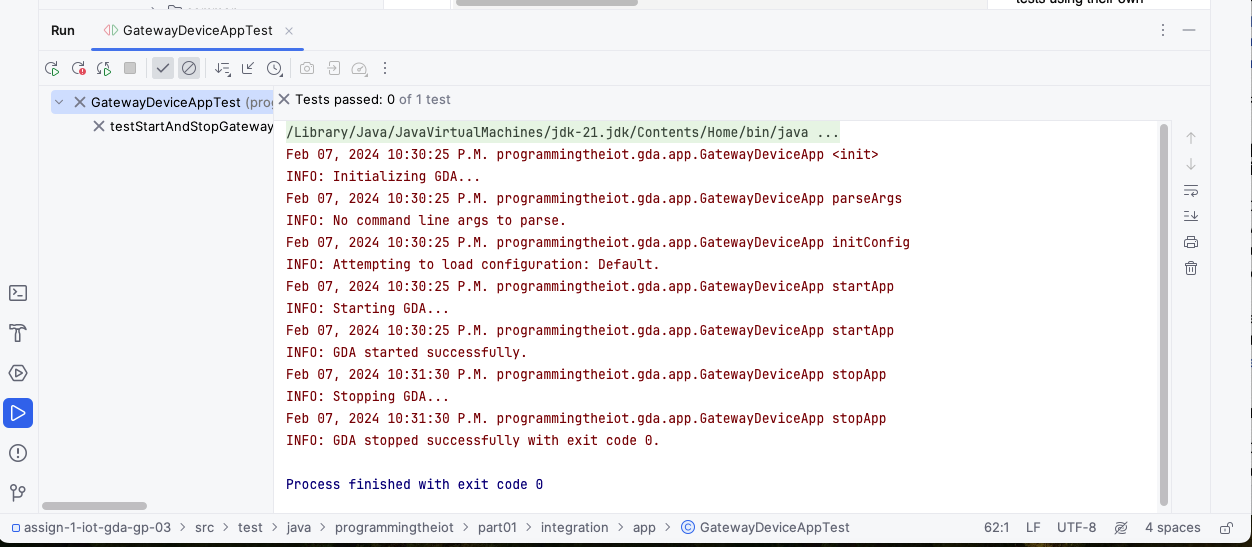 tests using their own
Run GatewayDeviceAppTest
GatewayDeviceAppTest (prog
testStartAndStopGateway
Tests passed: 0 of 1 test
/Library/Java/JavaVirtualMachines/jdk-21.jdk/Contents/Home/bin/java ...
Feb 07, 2024 10:30:25 P.M. programmingtheiot.gda.app.GatewayDeviceApp <init>
INFO: Initializing GDA...
Feb 07, 2024 10:30:25 P.M. programmingtheiot.gda.app.GatewayDeviceApp parseArgs
INFO: No command line args to parse.
Feb 07, 2024 10:30:25 P.M. programmingtheiot.gda.app.GatewayDeviceApp initConfig
INFO: Attempting to load configuration: Default.
Feb 07, 2024 10:30:25 P.M. programmingtheiot.gda.app.GatewayDeviceApp startApp
INFO: Starting GDA...
Feb 07, 2024 10:30:25 P.M. programmingtheiot.gda.app.GatewayDeviceApp startApp
INFO: GDA started successfully.
Feb 07, 2024 10:31:30 P.M. programmingtheiot.gda.app.GatewayDeviceApp stopApp
INFO: Stopping GDA...
Feb 07, 2024 10:31:30 P.M. programmingtheiot.gda.app.GatewayDeviceApp stopApp
INFO: GDA stopped successfully with exit code 0.
Process finished with exit code 0
assign-1-iot-gda-gp-03 > src > test > java > programmingtheiot > part01 > integration > app > GatewayDeviceAppTest 62:1 LF UTF-8 4 spaces